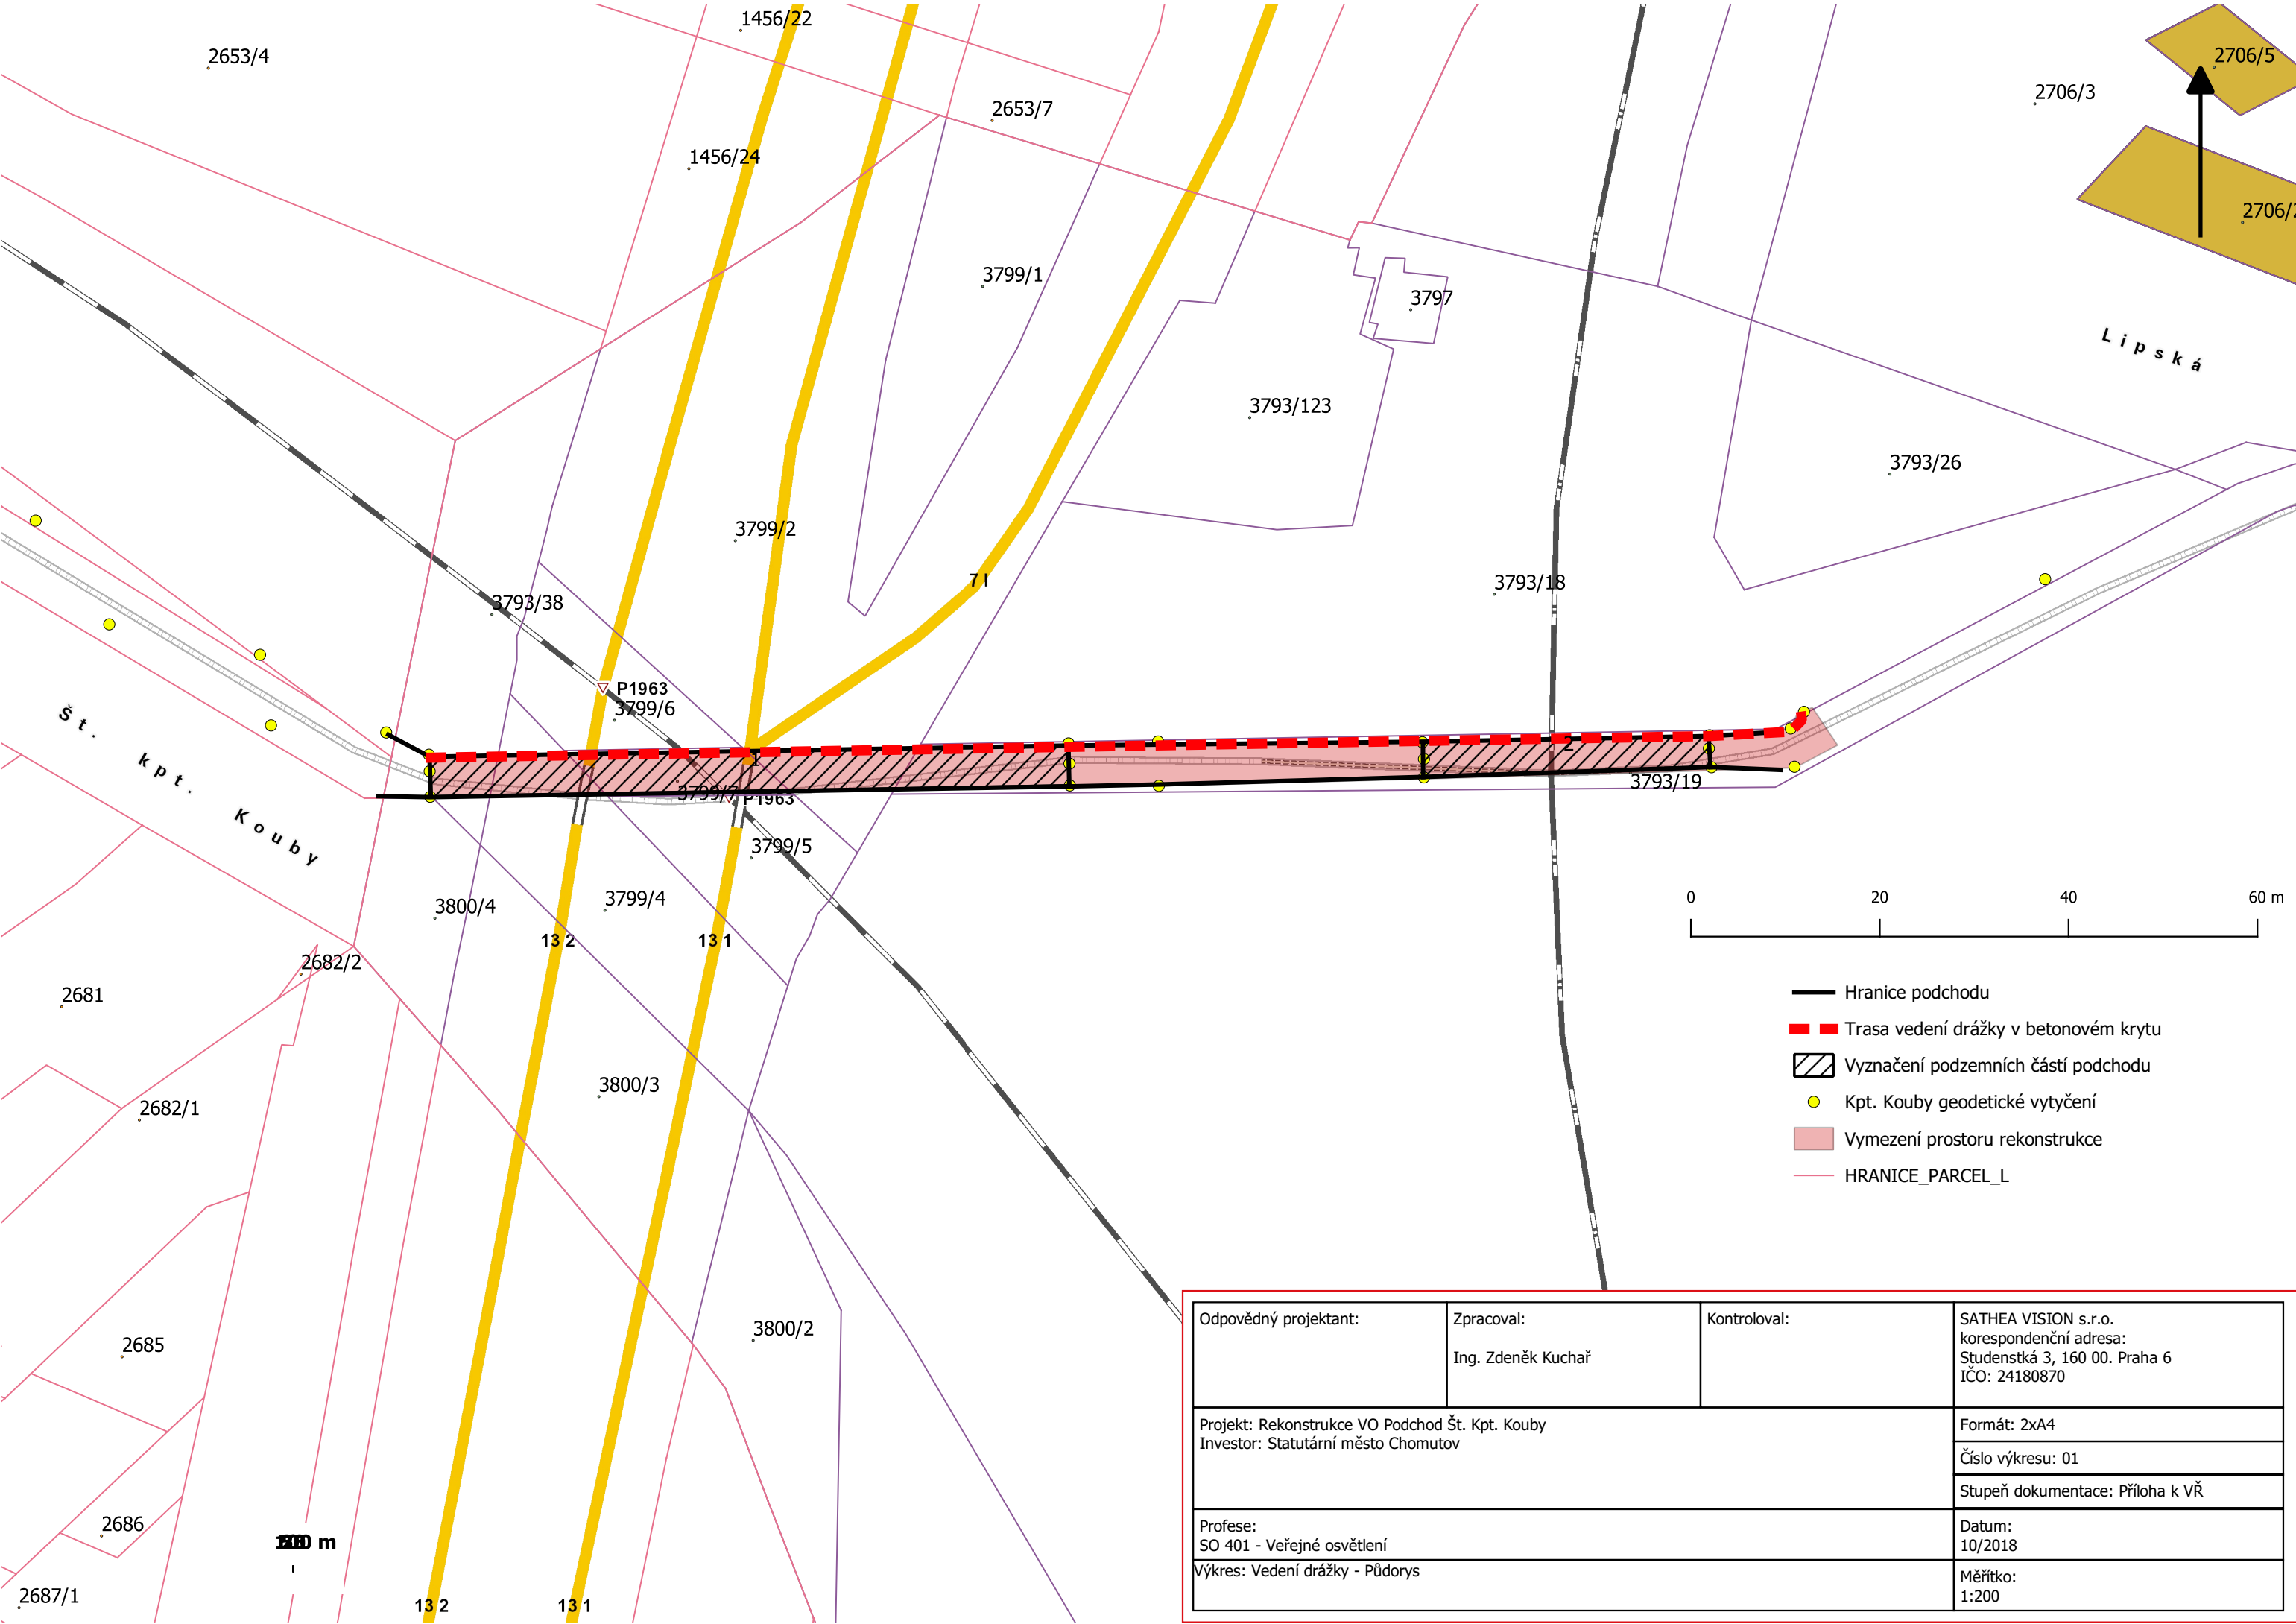 1456/22
2653/4
2706/5
2706/3
2653/7
1456/24
3799/1
3797
Lipská
3793/123
3793/26
3799/2
7 I
3793/18
3793/38
P1963
3799/6
Št. kpt. Kouby
2
1
3793/19
3799/7
P1963
3799/5
3799/4
3800/4
13 2
13 1
0 20 40 60 m
2682/2
2681
Hranice podchodu
Trasa vedení drážky v betonovém krytu
Vyznačení podzemních částí podchodu
Kpt. Kouby geodetické vytyčení
Vymezení prostoru rekonstrukce
HRANICE_PARCEL_L
3800/3
2682/1
3800/2
2685
2686
2687/1
13 2
13 1
Odpovědný projektant:
Zpracoval:
Ing. Zdeněk Kuchař
Kontroloval:
SATHEA VISION s.r.o.
korespondenční adresa:
Studenstká 3, 160 00. Praha 6
IČO: 24180870
Projekt: Rekonstrukce VO Podchod Št. Kpt. Kouby
Investor: Statutární město Chomutov
Formát: 2xA4
Číslo výkresu: 01
Stupeň dokumentace: Příloha k VŘ
Profese:
SO 401 - Veřejné osvětlení
Datum:
10/2018
Výkres: Vedení drážky - Půdorys
Měřítko:
1:200